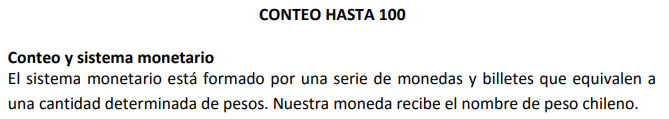 CONTEO HASTA 100
Conteo y sistema monetario
El sistema monetario está formado por una serie de monedas y billetes que equivalen a
una cantidad determinada de pesos. Nuestra moneda recibe el nombre de peso chileno.